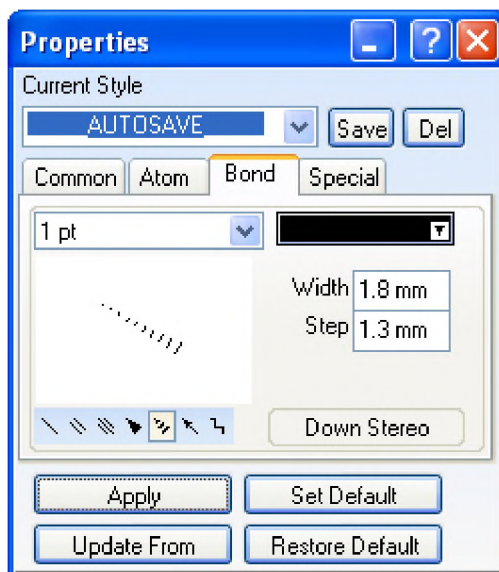 Properties
Current Style
AUTOSAVE Save Del
Common Atom Bond Special
1 pt
Width 1.8 mm
Step 1.3 mm
Down Stereo
Apply Set Default
Update From Restore Default